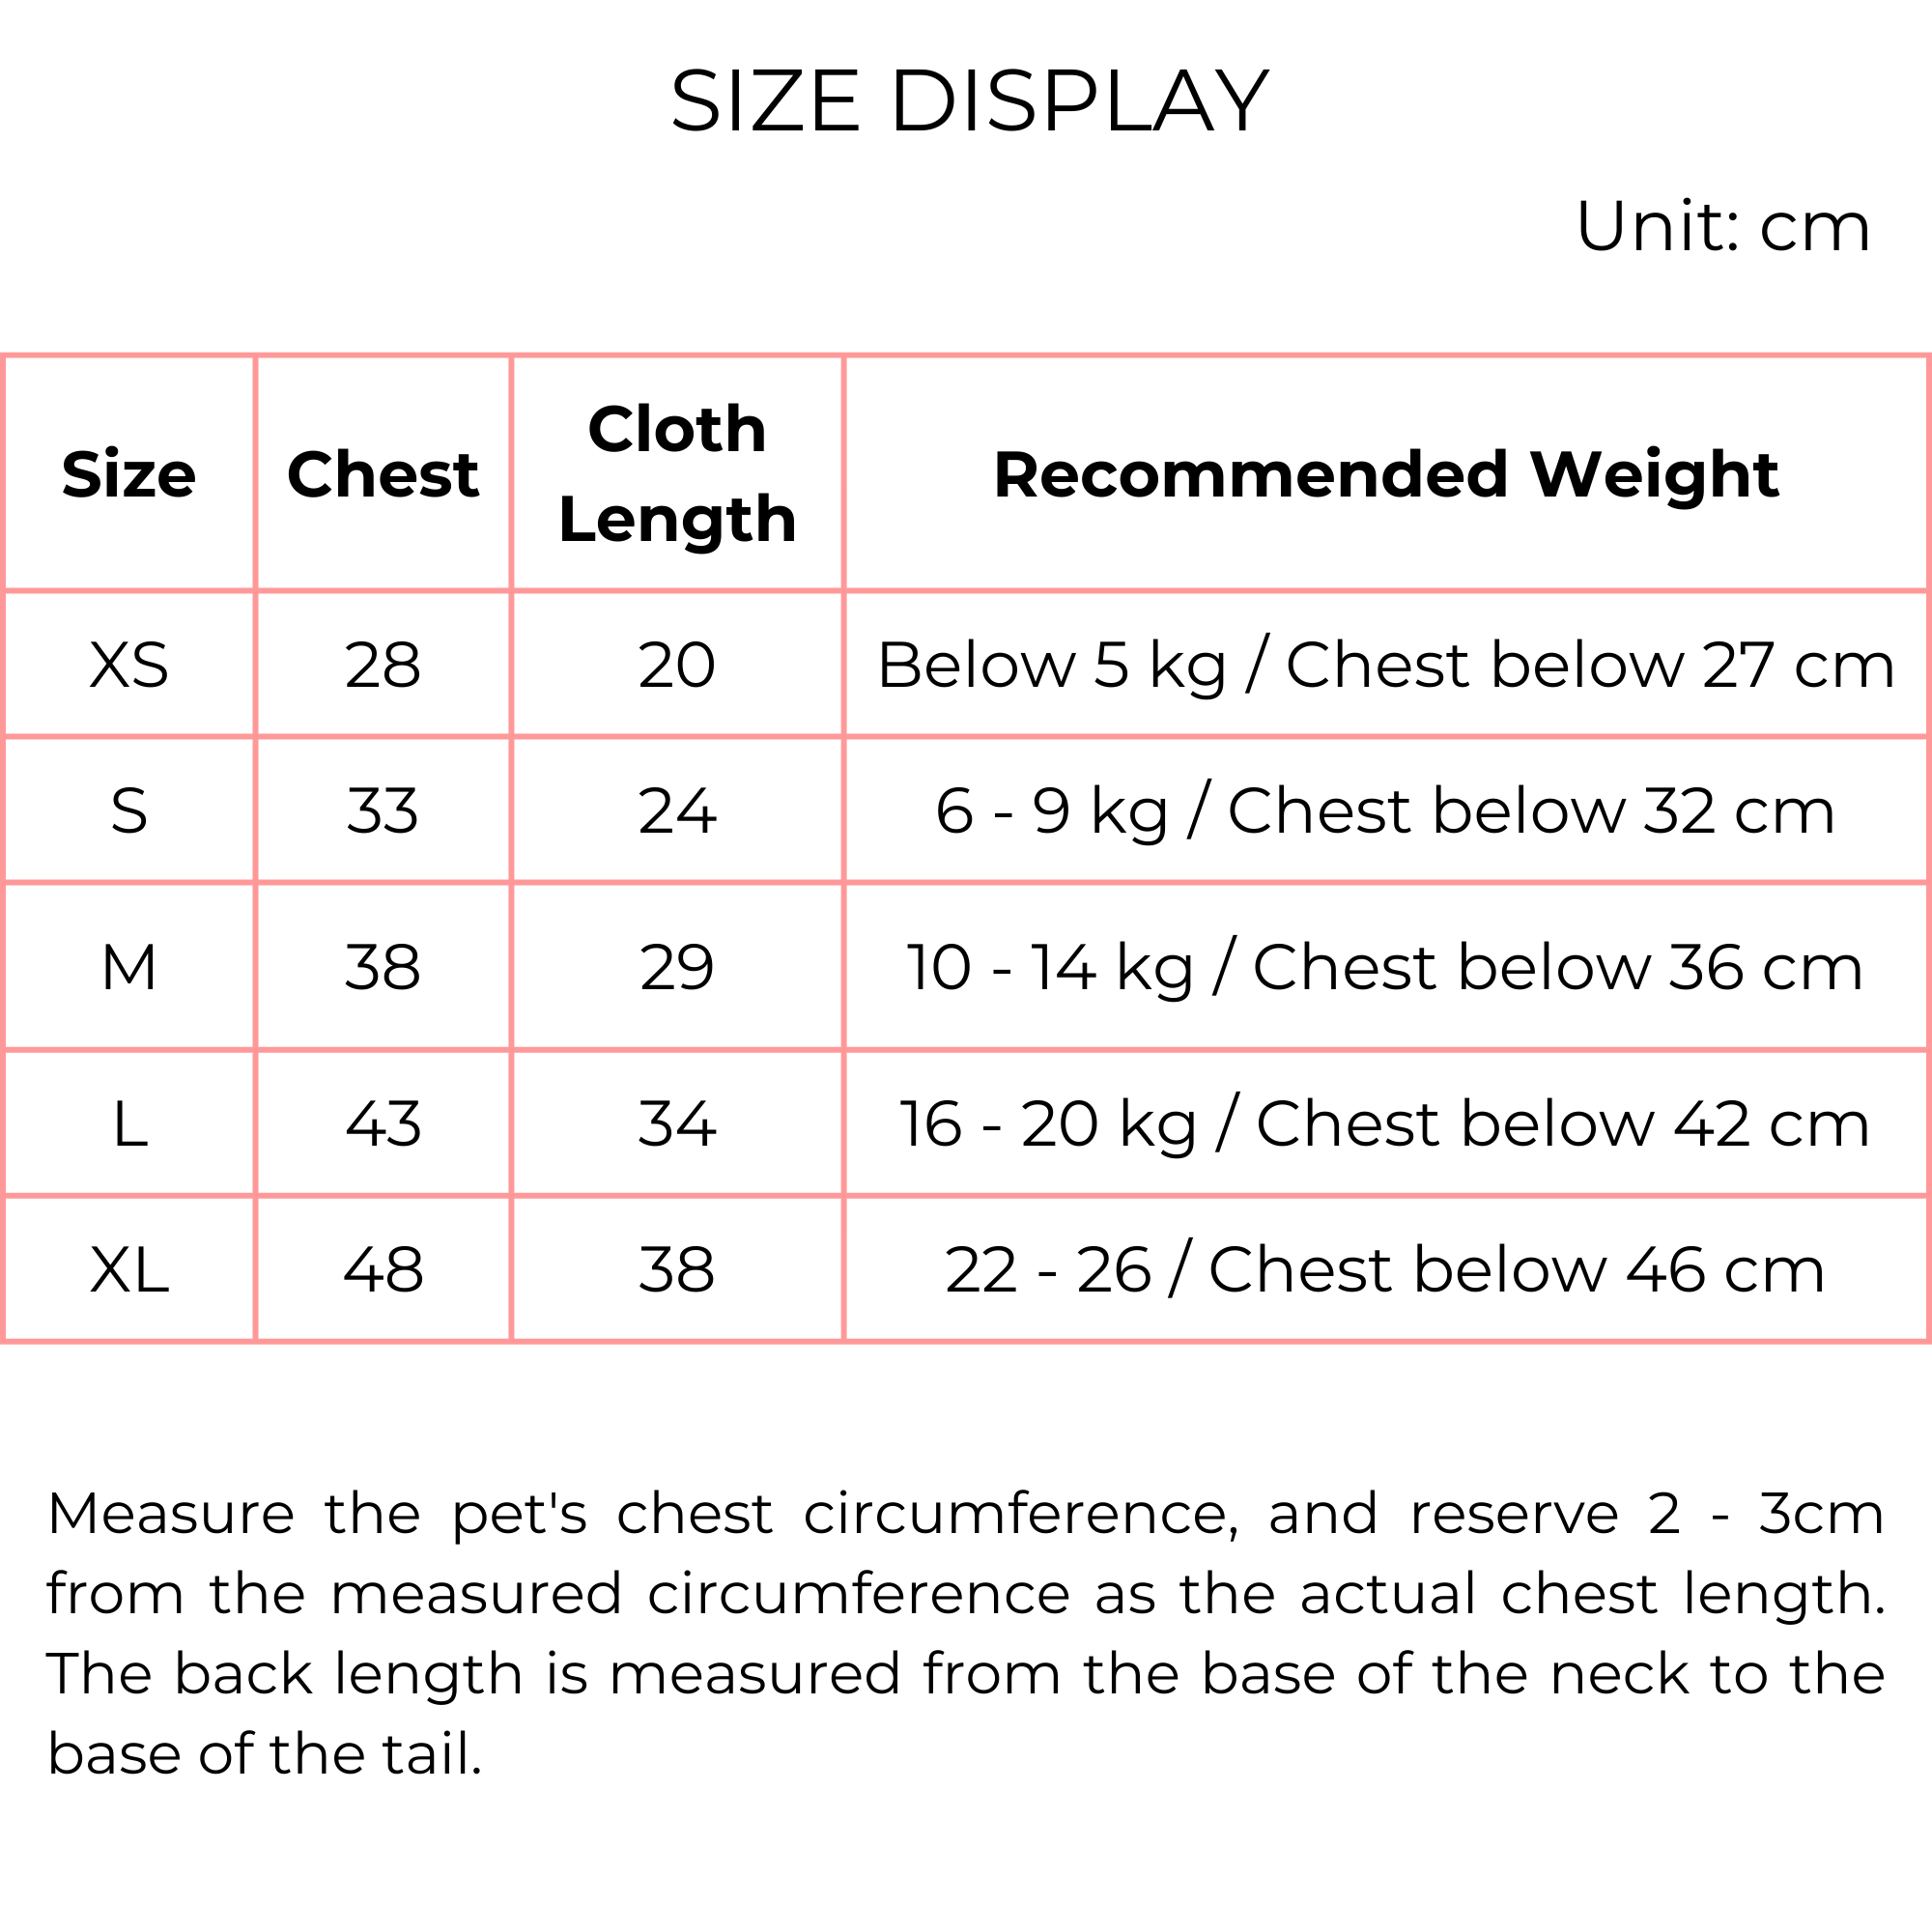 SIZE DISPLAY
Unit: cm
Size Chest Cloth Length Recommended Weight
XS 28 20 Below 5 kg / Chest below 27 cm
S 33 24 6 - 9 kg / Chest below 32 cm
M 38 29 10 - 14 kg / Chest below 36 cm
L 43 34 16 - 20 kg / Chest below 42 cm
XL 48 38 22 - 26 / Chest below 46 cm
Measure the pet's chest circumference, and reserve 2 - 3cm
from the measured circumference as the actual chest length.
The back length is measured from the base of the neck to the
base of the tail.